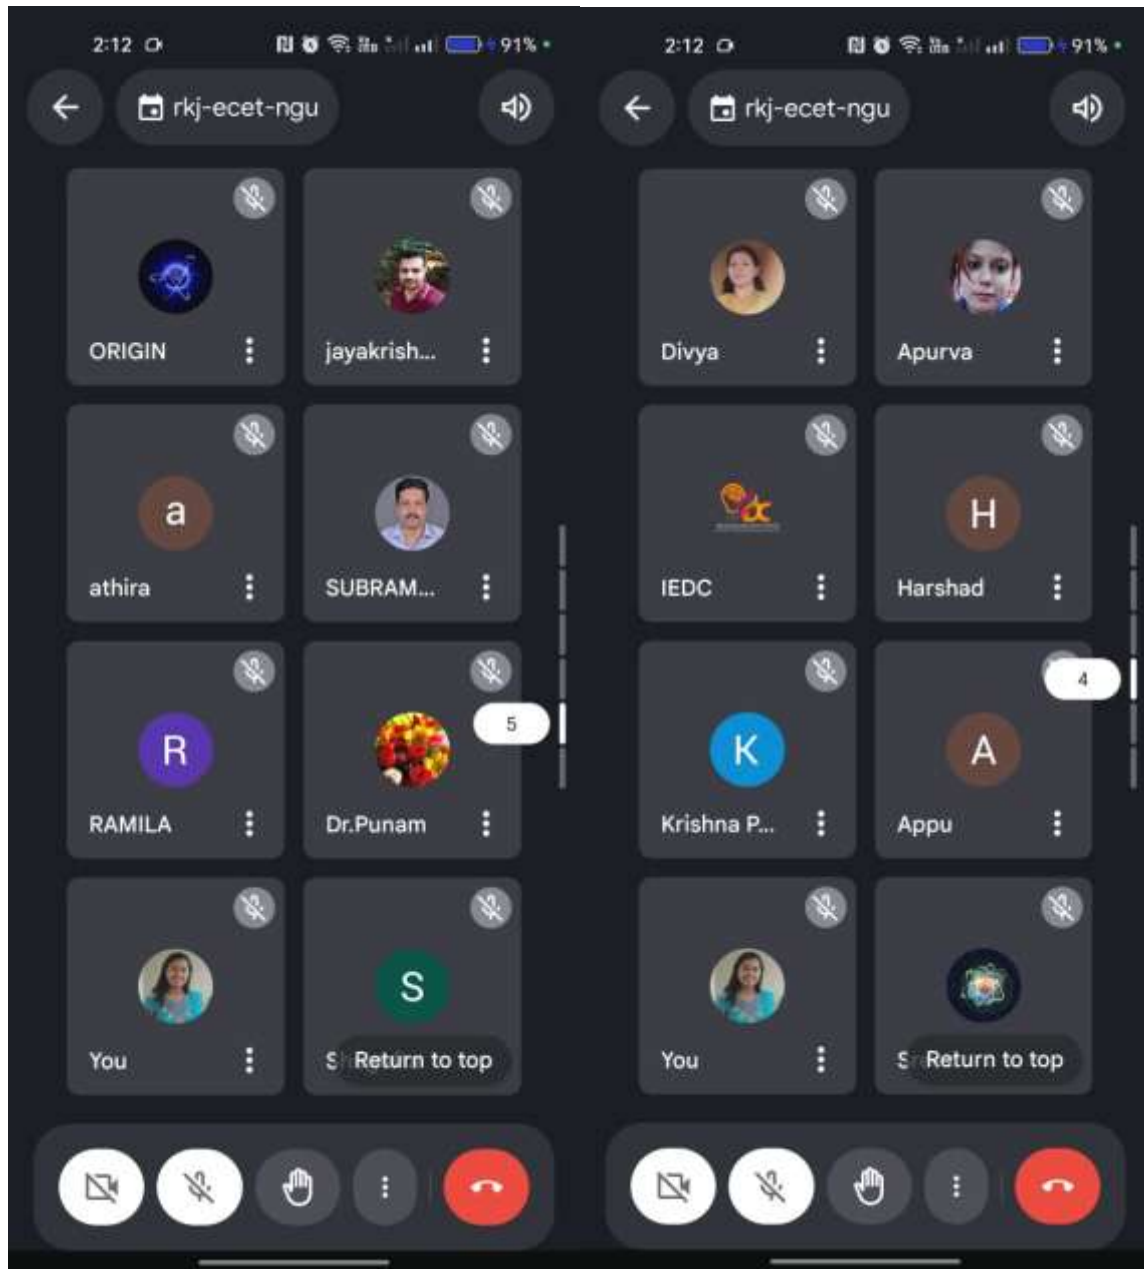 2:12 91%
rkj-ecet-ngu
ORIGIN jayakrish...
a
athira SUBRAM...
R 5
RAMILA Dr.Punam
S
You
Return to top
2:12 91%
rkj-ecet-ngu
Divya Apurva
H
IEDC Harshad
4
K A
Krishna P... Appu
You
Return to top